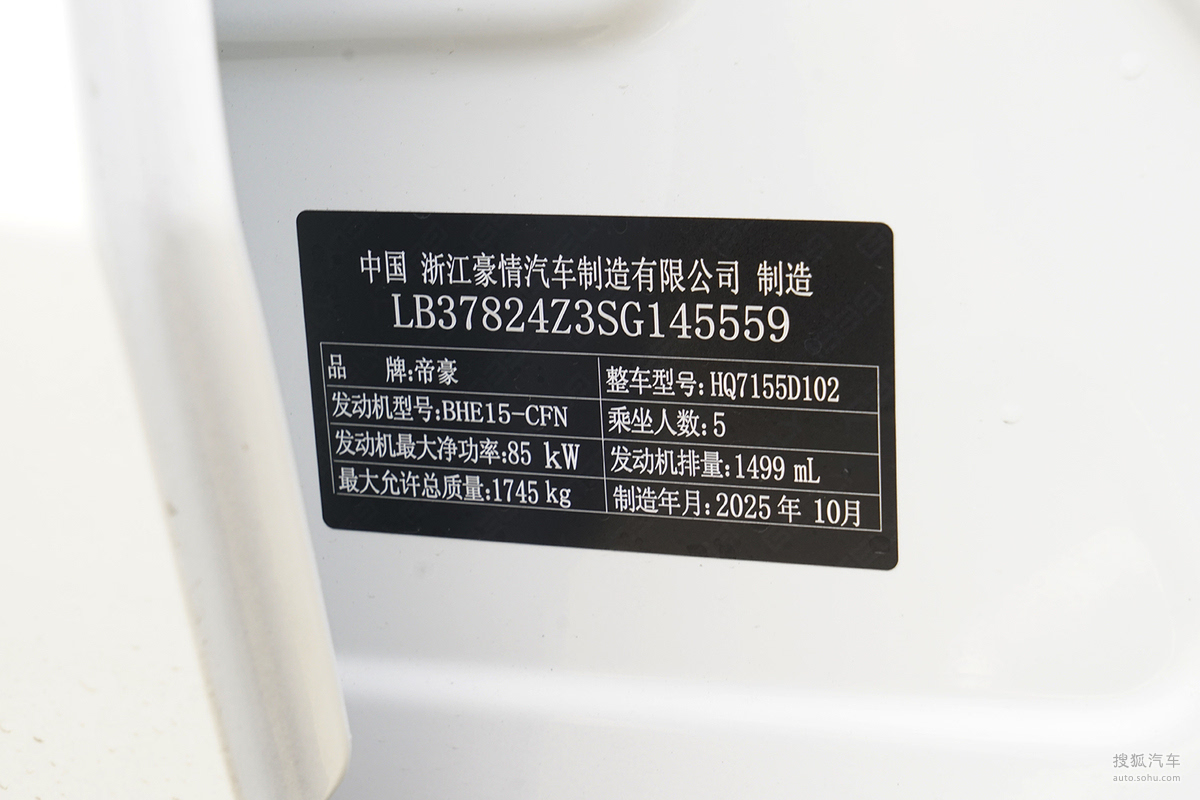 中国 浙江豪情汽车制造有限公司 制造
LB37824Z3SG145559
品 牌:帝豪 整车型号:HQ7155D102
发动机型号:BHE15-CFN 乘坐人数:5
发动机最大净功率:85 kW 发动机排量:1499 mL
最大允许总质量:1745 kg 制造年月:2025年 10月
搜狐汽车
auto.sohu.com